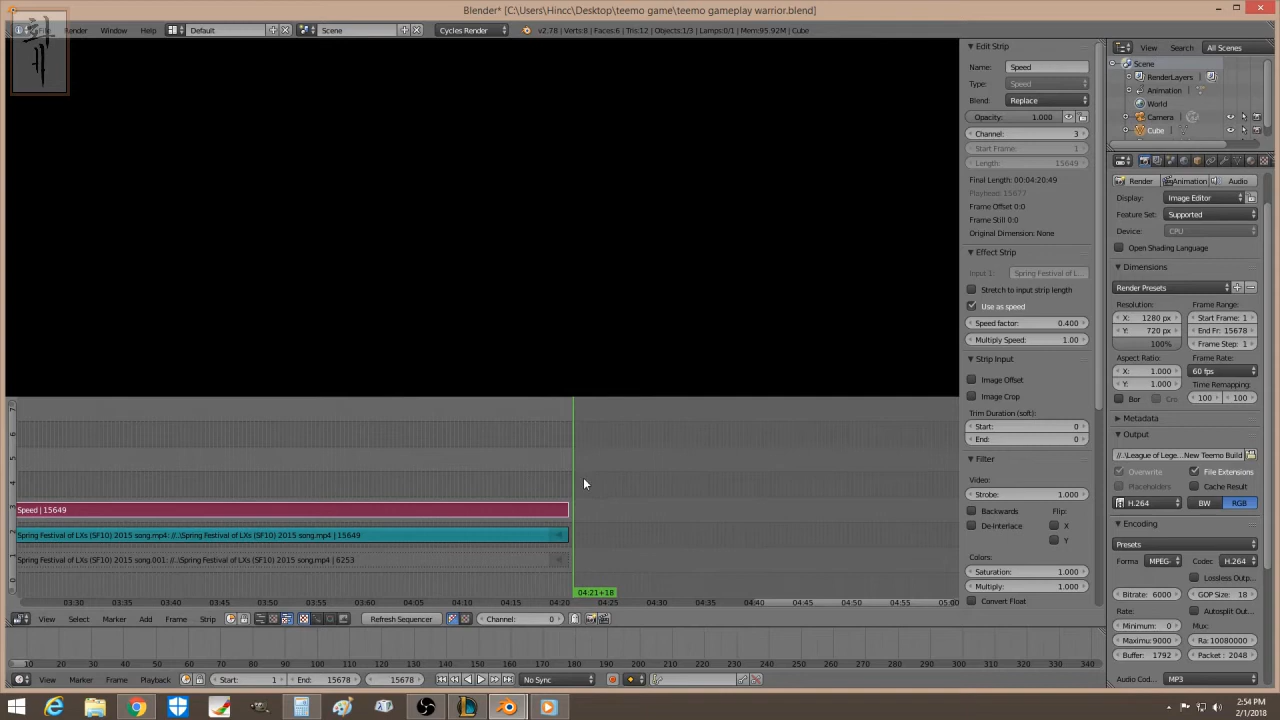 Blender* [C:\Users\Hincc\Desktop\teemo game\teemo gameplay warrior.blend]
Render Window Help Default Scene Cycles Render v2.78 | Verts:8 | Faces:6 | Tris:12 | Objects:1/3 | Lamps:0/1 | Mem:95.92M | Cube
View Search All Scenes
Scene
RenderLayers
Animation
World
Camera
Cube
Edit Strip
Name: Speed
Type: Speed
Blend: Replace
Opacity: 1.000
Channel: 3
Start Frame: 1
Length: 15649
Final Length: 00:04:20:49
Playhead: 15677
Frame Offset 0:0
Frame Still 0:0
Original Dimension: None
Effect Strip
Input 1: Spring Festival of L...
Stretch to input strip length
Use as speed
Speed factor: 0.400
Multiply Speed: 1.00
Strip Input
Image Offset
Image Crop
Trim Duration (soft):
Start: 0
End: 0
Filter
Video:
Strobe: 1.000
Backwards Flip:
De-Interlace X
Y
Colors:
Saturation: 1.000
Multiply: 1.000
Convert Float
Render Animation Audio
Display: Image Editor
Feature Set: Supported
Device: CPU
Open Shading Language
Dimensions
Render Presets
Resolution: Frame Range:
X: 1280 px Start Frame: 1
Y: 720 px End Fr: 15678
100% Frame Step: 1
Aspect Ratio: Frame Rate:
X: 1.000 60 fps
Y: 1.000 Time Remapping:
Bor Cro 100 100
Metadata
Output
//..\League of Lege...New Teemo Build
Overwrite File Extensions
Placeholders Cache Result
H.264 BW RGB
Encoding
Presets
Forma MPEG- Codec H.264
Lossless Outp...
Bitrate: 6000 GOP Size: 18
Rate: Autosplit Out...
Minimu: 0 Mux:
Maximu: 9000 Ra: 10080000
Buffer: 1792 Packet : 2048
Audio Cod... MP3
7
6
5
4
3
2
1
0
Speed | 15649
Spring Festival of LXs (SF10) 2015 song.mp4: //..\Spring Festival of LXs (SF10) 2015 song.mp4 | 15649
Spring Festival of LXs (SF10) 2015 song.001: //..\Spring Festival of LXs (SF10) 2015 song.mp4 | 6253
04:21+18
03:30 03:35 03:40 03:45 03:50 03:55 04:00 04:05 04:10 04:15 04:20 04:25 04:30 04:35 04:40 04:45 04:50 04:55 05:00
View Select Marker Add Frame Strip Refresh Sequencer Channel: 0
10 20 30 40 50 60 70 80 90 100 110 120 130 140 150 160 170 180 190 200 210 220 230 240 250 260 270 280 290 300 310 320 330 340
View Marker Frame Playback Start: 1 End: 15678 15678 No Sync
2:54 PM
2/1/2018